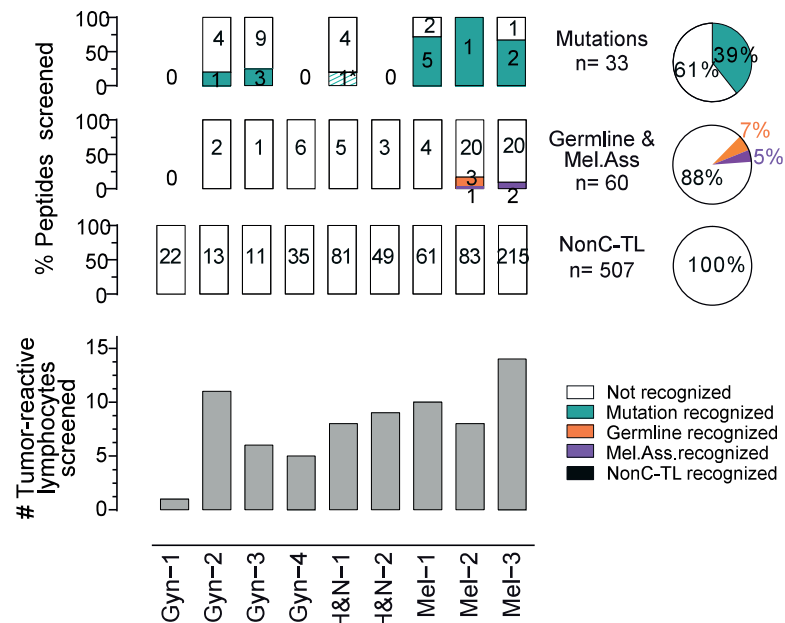 % Peptides screened
100
50
0
0
4
1
9
3
0
4
1*
0
2
5
1
1
2
Mutations
n= 33
61%
39%
100
50
0
0
2
1
6
5
3
4
20
3
1
20
2
Germline &
Mel.Ass
n= 60
7%
5%
88%
100
50
0
22
13
11
35
81
49
61
83
215
NonC-TL
n= 507
100%
# Tumor-reactive
lymphocytes
screened
15
10
5
0
Gyn-1
Gyn-2
Gyn-3
Gyn-4
H&N-1
H&N-2
Mel-1
Mel-2
Mel-3
Not recognized
Mutation recognized
Germline recognized
Mel.Ass.recognized
NonC-TL recognized